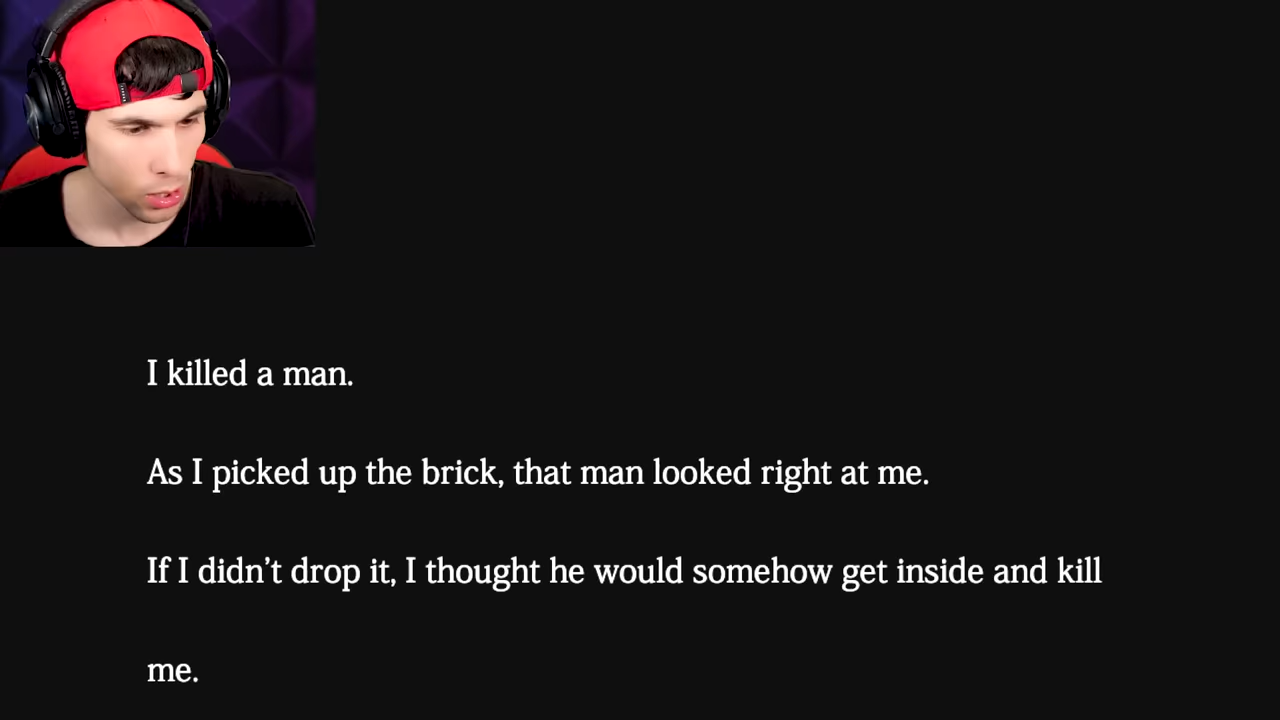 I killed a man.
As I picked up the brick, that man looked right at me.
If I didn’t drop it, I thought he would somehow get inside and kill
me.